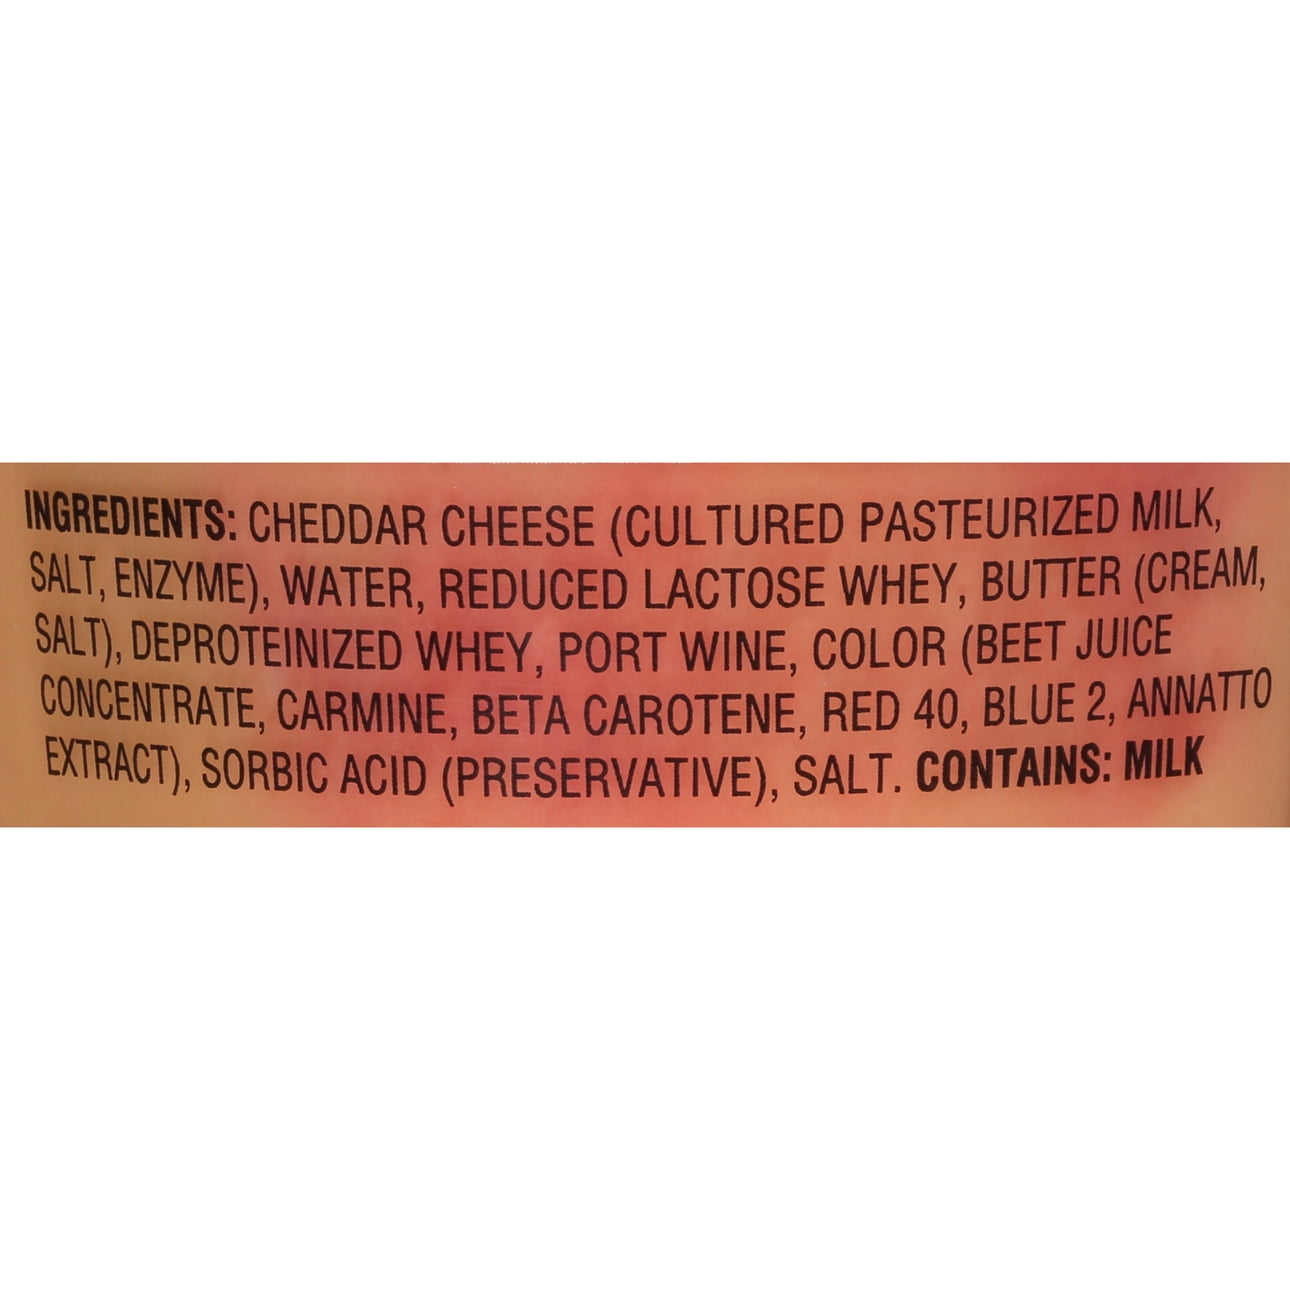 INGREDIENTS: CHEDDAR CHEESE (CULTURED PASTEURIZED MILK,
SALT, ENZYME), WATER, REDUCED LACTOSE WHEY, BUTTER (CREAM,
SALT), DEPROTEINIZED WHEY, PORT WINE, COLOR (BEET JUICE
CONCENTRATE, CARMINE, BETA CAROTENE, RED 40, BLUE 2, ANNATTO
EXTRACT), SORBIC ACID (PRESERVATIVE), SALT. CONTAINS: MILK